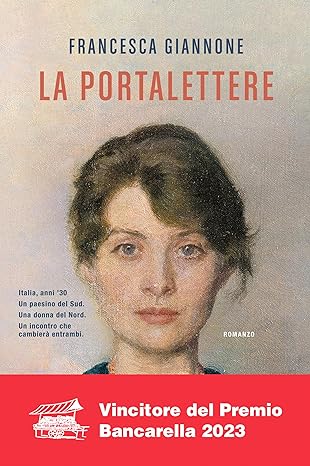 FRANCESCA GIANNONE
LA PORTALETTERE
Italia, anni '30
Un paesino del Sud.
Una donna del Nord.
Un incontro che
cambierà entrambi.
ROMANZO
Vincitore del Premio
Bancarella 2023